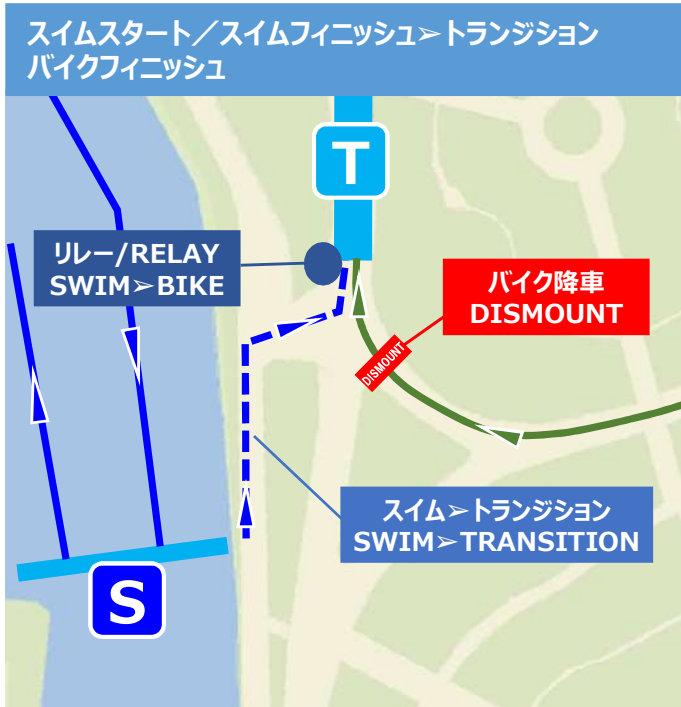 スイムスタート／スイムフィニッシュ➢トランジション
バイクフィニッシュ
T
リレー/RELAY
SWIM➢BIKE
バイク降車
DISMOUNT
DISMOUNT
スイム➢トランジション
SWIM➢TRANSITION
S